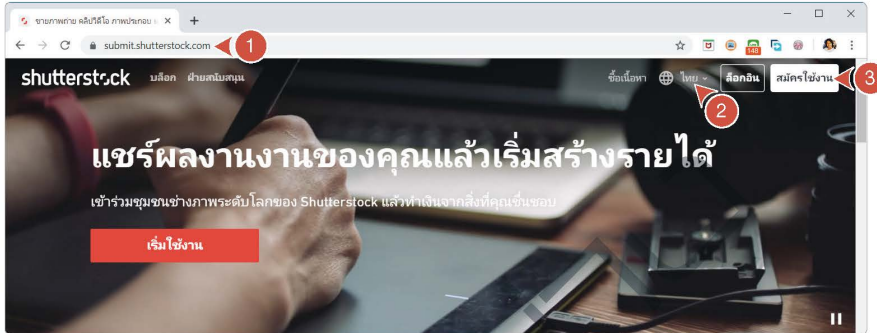 ขายภาพถ่าย คลิปวิดีโอ ภาพประกอบ
submit.shutterstock.com
1
148
shutterstock
บล็อก ฝ่ายสนับสนุน
ซื้อเนื้อหา ไทย ล็อกอิน สมัครใช้งาน
3
2
แชร์ผลงานงานของคุณแล้วเริ่มสร้างรายได้
เข้าร่วมชุมชนช่างภาพระดับโลกของ Shutterstock แล้วทำเงินจากสิ่งที่คุณชื่นชอบ
เริ่มใช้งาน